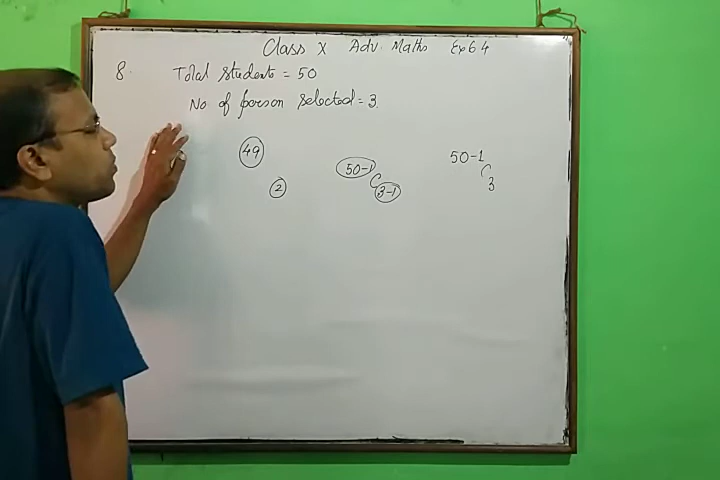 Class X Adv. Maths Ex 6.4
8. Total students = 50
No of person selected = 3.
49
2
50-1
C
3-1
50-1
C
3